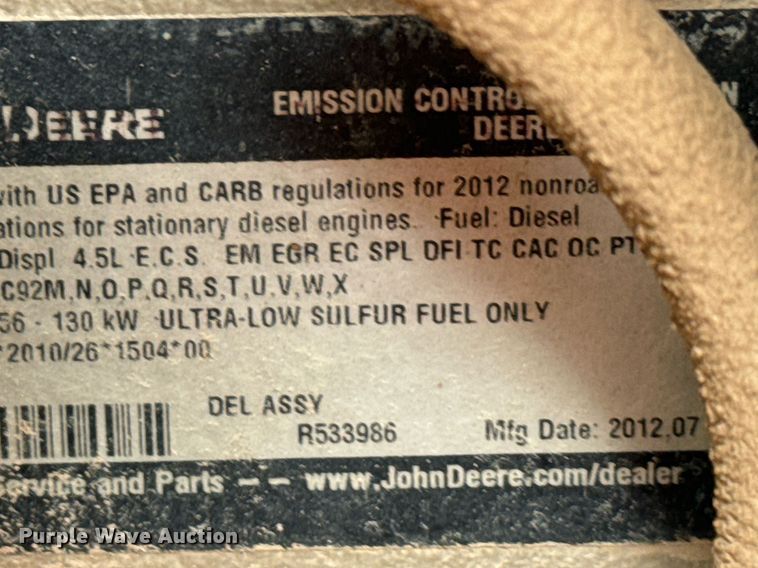 DEERE
EMISSION CONTROL
DEERE
with US EPA and CARB regulations for 2012 nonroa
ations for stationary diesel engines. Fuel: Diesel
Displ 4.5L E.C.S. EM EGR EC SPL DFI TC CAC OC PT
C92M,N,O,P,Q,R,S,T,U,V,W,X
56 - 130 kW ULTRA-LOW SULFUR FUEL ONLY
*2010/26*1504*00
DEL ASSY
R533986 Mfg Date: 2012.07
Service and Parts -- www.JohnDeere.com/dealer
Purple Wave Auction